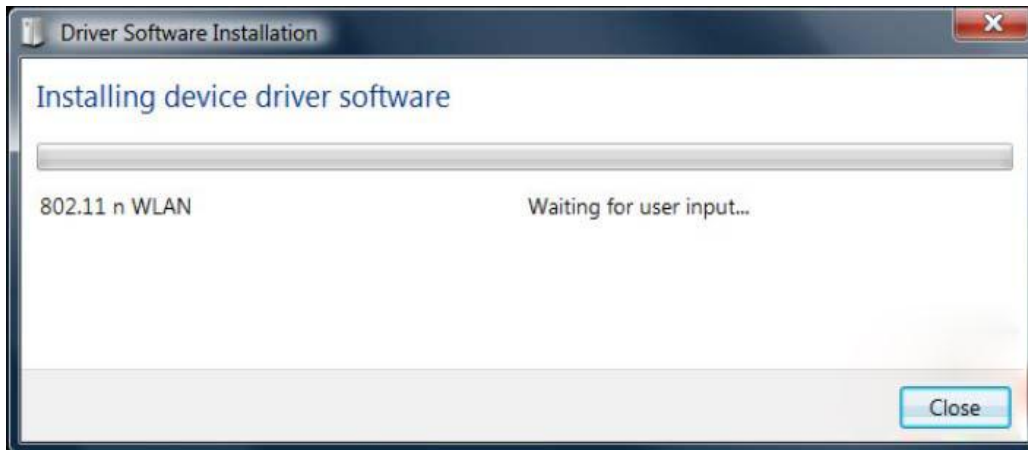 Driver Software Installation
Installing device driver software
802.11 n WLAN Waiting for user input...
Close